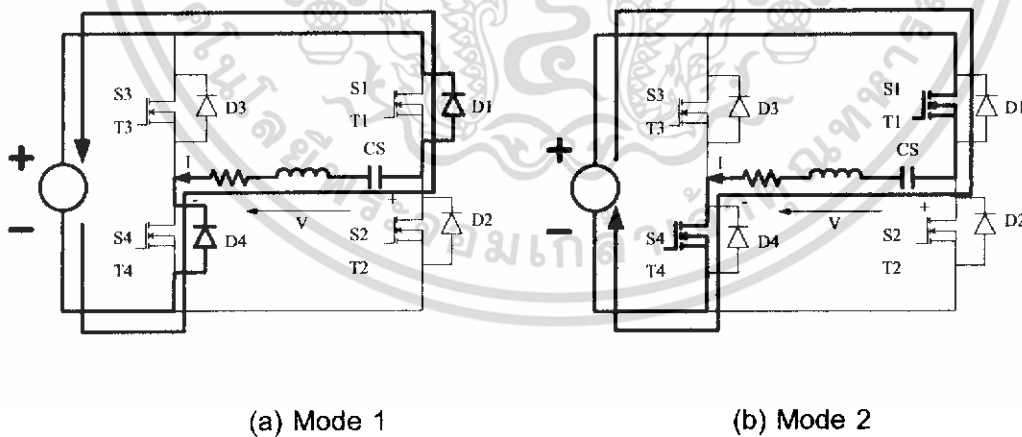 S3
D3
T3
S1
D1
T1
CS
I
+
-
+
−
V
S4
D4
T4
S2
D2
T2
S3
D3
T3
S1
D1
T1
CS
I
+
-
+
−
V
S4
D4
T4
S2
D2
T2
(a) Mode 1
(b) Mode 2